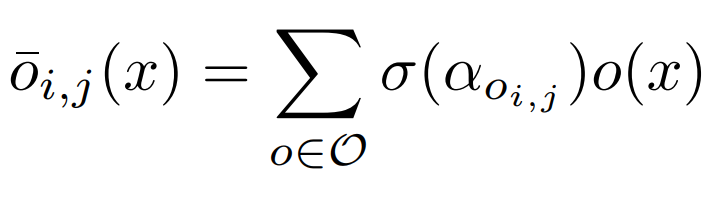 ō_{i,j}(x) = ∑_{o∈𝒪} σ(α_{o_{i,j}})o(x)